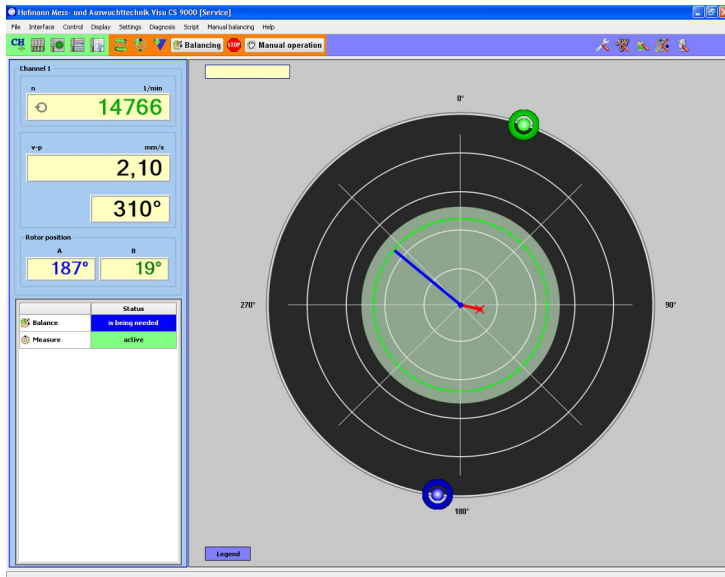 Hofmann Mess- und Auswuchttechnik Visu CS 9000 [Service]
File Interface Control Display Settings Diagnosis Script Manual balancing Help
CH Balancing STOP Manual operation
Channel 1
n 1/min
14766
v-p mm/s
2,10
310°
Rotor position
A B
187° 19°
Status
Balance is being needed
Measure active
0°
270° 90°
180°
Legend